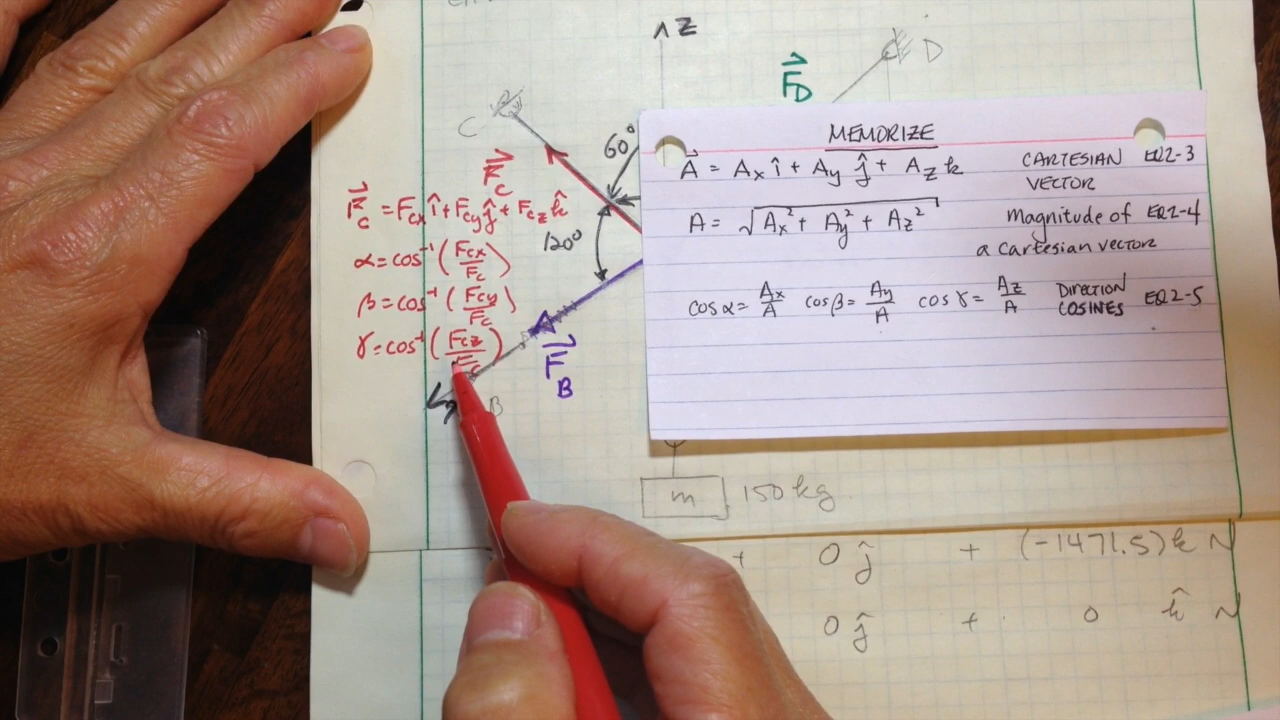 Z
D
F⃗D
C
60°
F⃗C
F⃗C = FCx î + FCy ĵ + FCz k̂
120°
α = cos⁻¹ (FCx/FC)
β = cos⁻¹ (FCy/FC)
γ = cos⁻¹ (FCz/FC)
F⃗B
B
MEMORIZE
A⃗ = Ax î + Ay ĵ + Az k CARTESIAN VECTOR EQ2-3
A = √(Ax² + Ay² + Az²) Magnitude of a Cartesian vector EQ2-4
cos α = Ax/A cos β = Ay/A cos γ = Az/A DIRECTION COSINES EQ2-5
m 150 kg
+ 0 ĵ + (-1471.5) k N
0 ĵ + 0 k̂ N